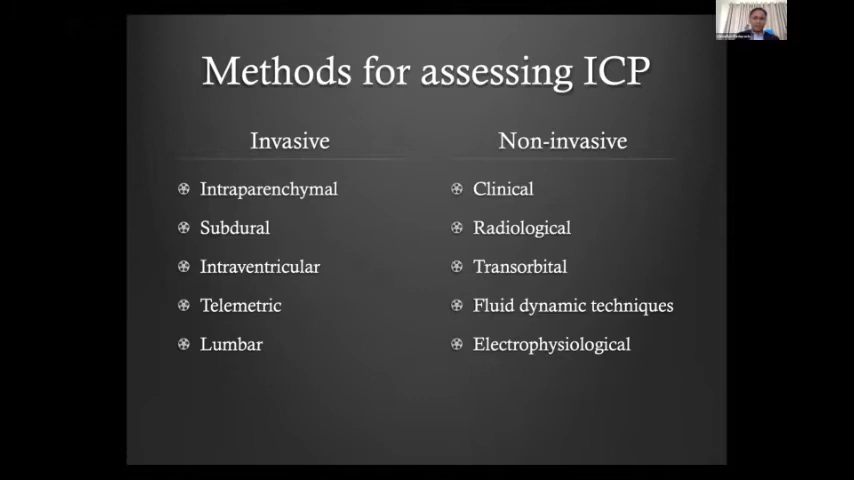 Methods for assessing ICP
Invasive
Intraparenchymal
Subdural
Intraventricular
Telemetric
Lumbar
Non-invasive
Clinical
Radiological
Transorbital
Fluid dynamic techniques
Electrophysiological